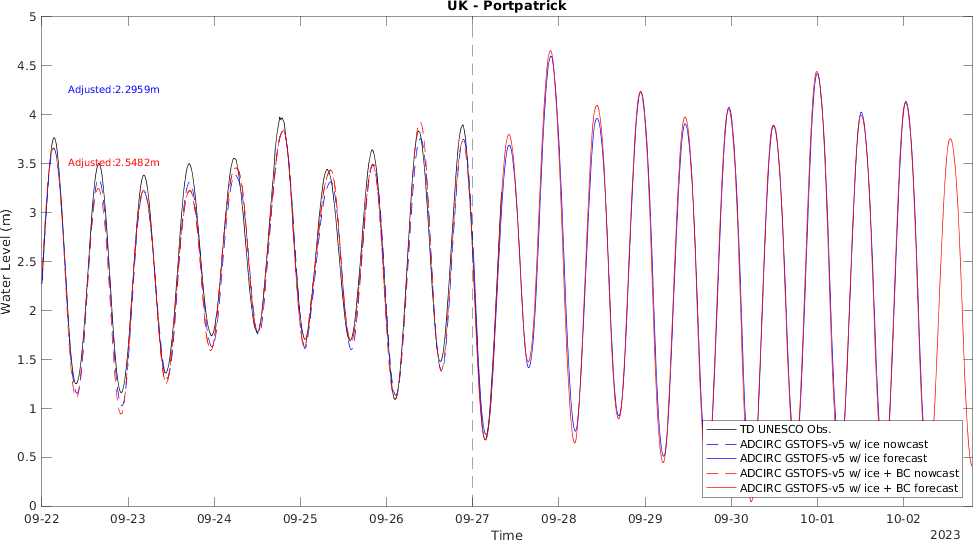 UK - Portpatrick
5
4.5
4
3.5
3
2.5
2
1.5
1
0.5
0
Water Level (m)
Adjusted:2.2959m
Adjusted:2.5482m
TD UNESCO Obs.
ADCIRC GSTOFS-v5 w/ ice nowcast
ADCIRC GSTOFS-v5 w/ ice forecast
ADCIRC GSTOFS-v5 w/ ice + BC nowcast
ADCIRC GSTOFS-v5 w/ ice + BC forecast
09-22 09-23 09-24 09-25 09-26 09-27 09-28 09-29 09-30 10-01 10-02
Time
2023